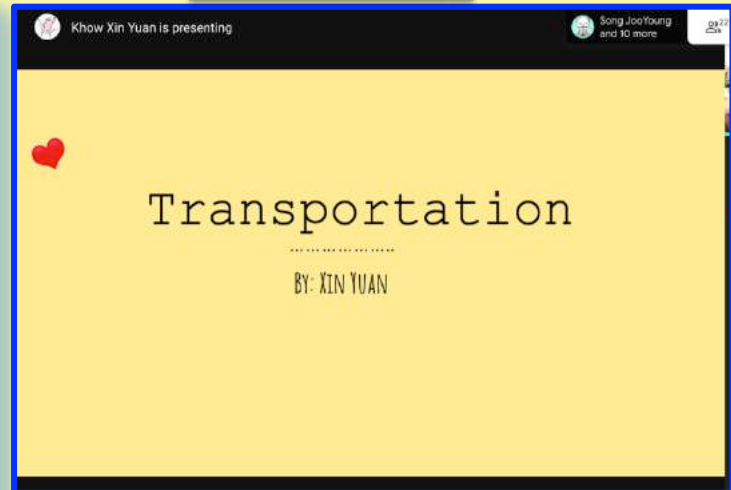 Khow Xin Yuan is presenting
Song JooYoung
and 10 more
22
Transportation
..................
BY: XIN YUAN